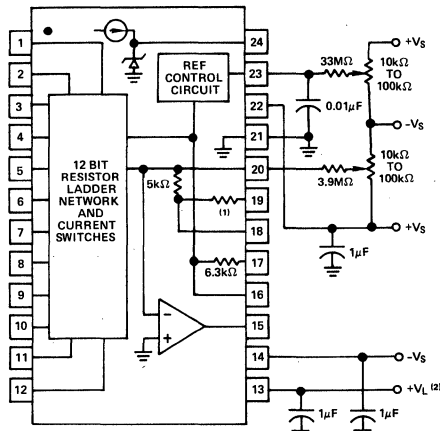 1
24
+Vs
REF
CONTROL
CIRCUIT
23
33MΩ
10kΩ
TO
100kΩ
2
3
22
0.01μF
4
21
-Vs
12 BIT
RESISTOR
LADDER
NETWORK
AND
CURRENT
SWITCHES
5
5kΩ
20
3.9MΩ
10kΩ
TO
100kΩ
6
(1)
19
7
18
+Vs
1μF
8
6.3kΩ
17
9
16
10
-
+
15
11
14
-Vs
12
13
+VL (2)
1μF
1μF